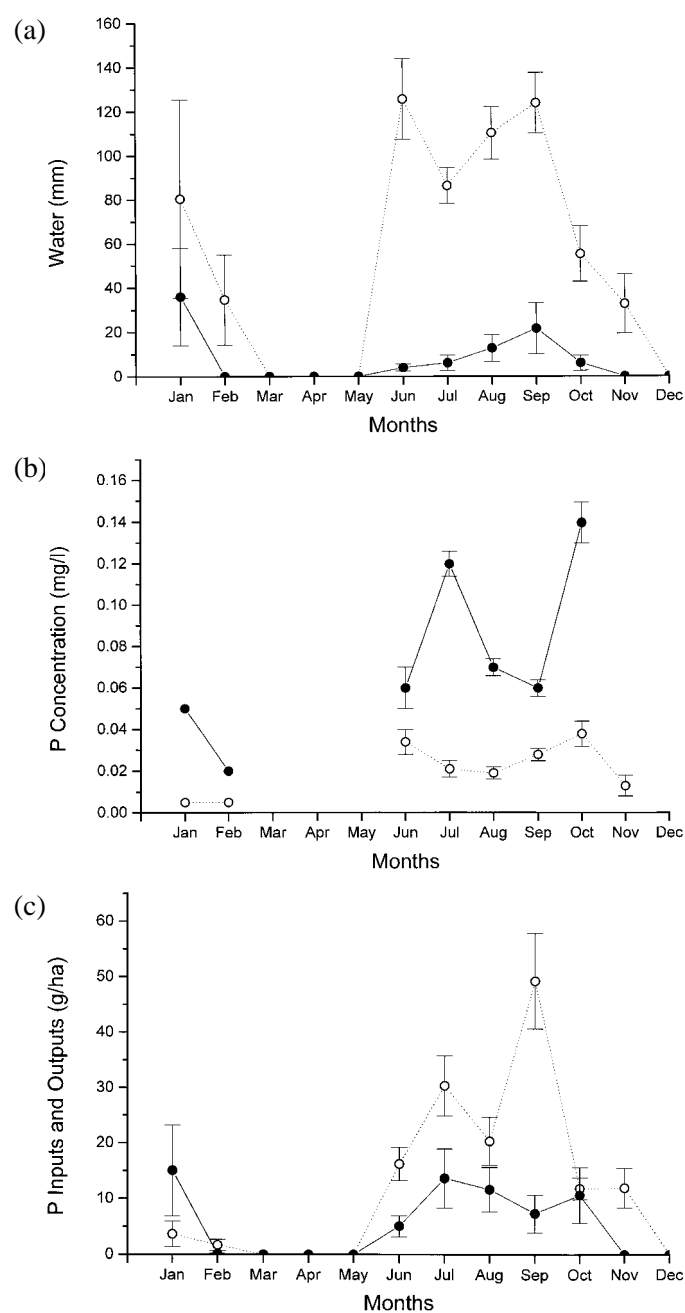 (a)
160
140
120
100
80
60
40
20
0
Water (mm)
Jan Feb Mar Apr May Jun Jul Aug Sep Oct Nov Dec
Months
(b)
0.16
0.14
0.12
0.10
0.08
0.06
0.04
0.02
0.00
P Concentration (mg/l)
Jan Feb Mar Apr May Jun Jul Aug Sep Oct Nov Dec
Months
(c)
60
50
40
30
20
10
0
P Inputs and Outputs (g/ha)
Jan Feb Mar Apr May Jun Jul Aug Sep Oct Nov Dec
Months